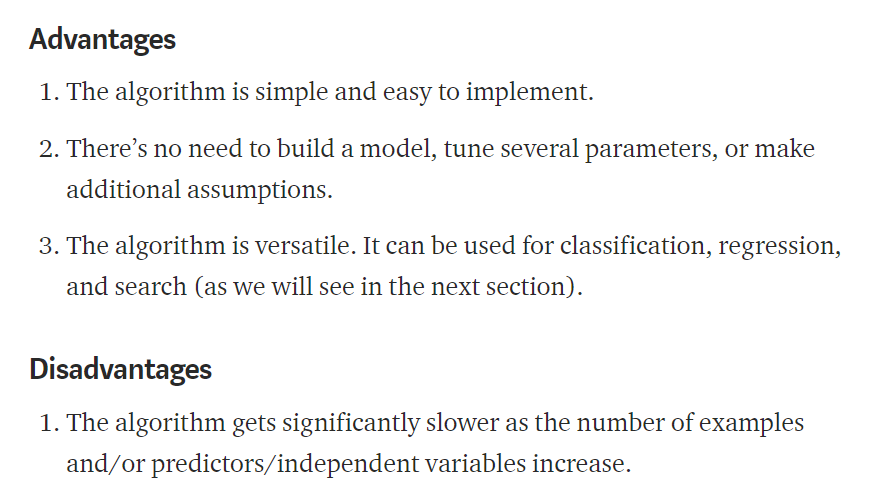 Advantages
1. The algorithm is simple and easy to implement.
2. There’s no need to build a model, tune several parameters, or make
additional assumptions.
3. The algorithm is versatile. It can be used for classification, regression,
and search (as we will see in the next section).
Disadvantages
1. The algorithm gets significantly slower as the number of examples
and/or predictors/independent variables increase.